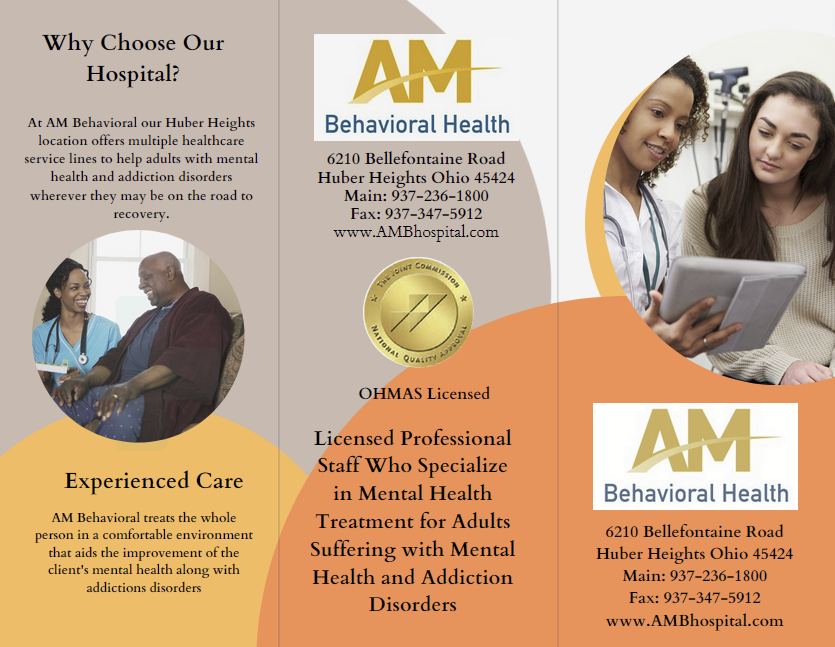 Why Choose Our
Hospital?
At AM Behavioral our Huber Heights
location offers multiple healthcare
service lines to help adults with mental
health and addiction disorders
wherever they may be on the road to
recovery.
Experienced Care
AM Behavioral treats the whole
person in a comfortable environment
that aids the improvement of the
client's mental health along with
addictions disorders
AM
Behavioral Health
6210 Bellefontaine Road
Huber Heights Ohio 45424
Main: 937-236-1800
Fax: 937-347-5912
www.AMBhospital.com
The Joint Commission
National Quality Approval
OHMAS Licensed
Licensed Professional
Staff Who Specialize
in Mental Health
Treatment for Adults
Suffering with Mental
Health and Addiction
Disorders
AM
Behavioral Health
6210 Bellefontaine Road
Huber Heights Ohio 45424
Main: 937-236-1800
Fax: 937-347-5912
www.AMBhospital.com